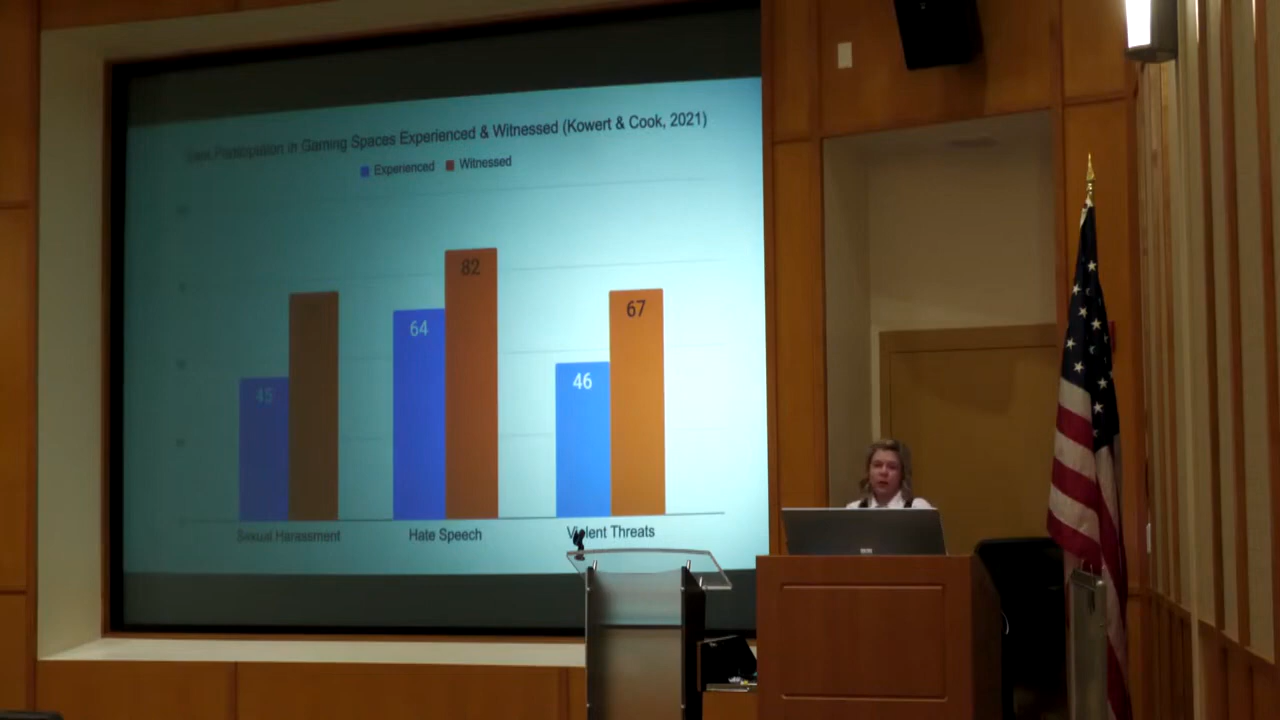 Participation in Gaming Spaces Experienced & Witnessed (Kowert & Cook, 2021)
Experienced Witnessed
82
64
67
45
46
Sexual Harassment Hate Speech Violent Threats